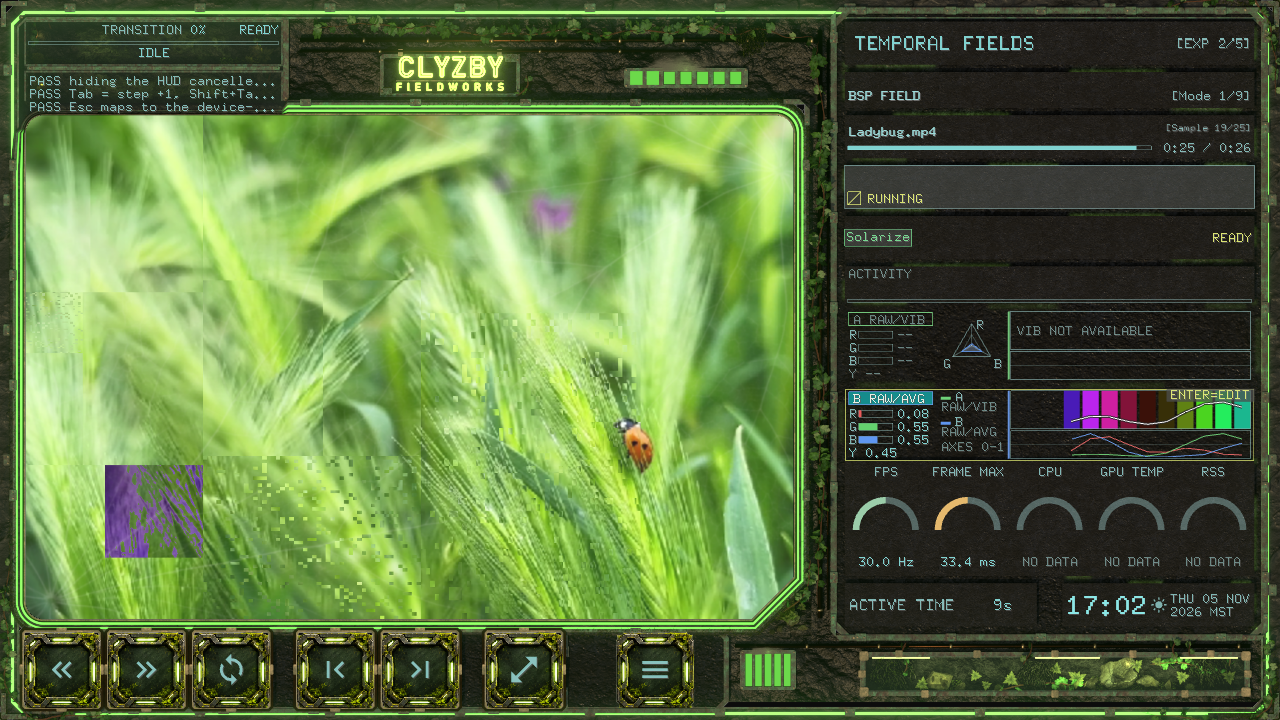 TRANSITION 0% READY
IDLE
PASS hiding the HUD cancelle...
PASS Tab = step +1, Shift+Ta...
PASS Esc maps to the device-...
CLYZBY
FIELDWORKS
TEMPORAL FIELDS [EXP 2/5]
BSP FIELD [Mode 1/9]
Ladybug.mp4 [Sample 19/25]
0:25 / 0:26
RUNNING
Solarize READY
ACTIVITY
A RAW/VIB
R --
G --
B --
Y --
R
G B
VIB NOT AVAILABLE
B RAW/AVG
R 0.08
G 0.55
B 0.55
Y 0.45
A
RAW/VIB
B
RAW/AVG
AXES 0-1
ENTER=EDIT
FPS FRAME MAX CPU GPU TEMP RSS
30.0 Hz 33.4 ms NO DATA NO DATA NO DATA
ACTIVE TIME 9s
17:02 THU 05 NOV
2026 MST